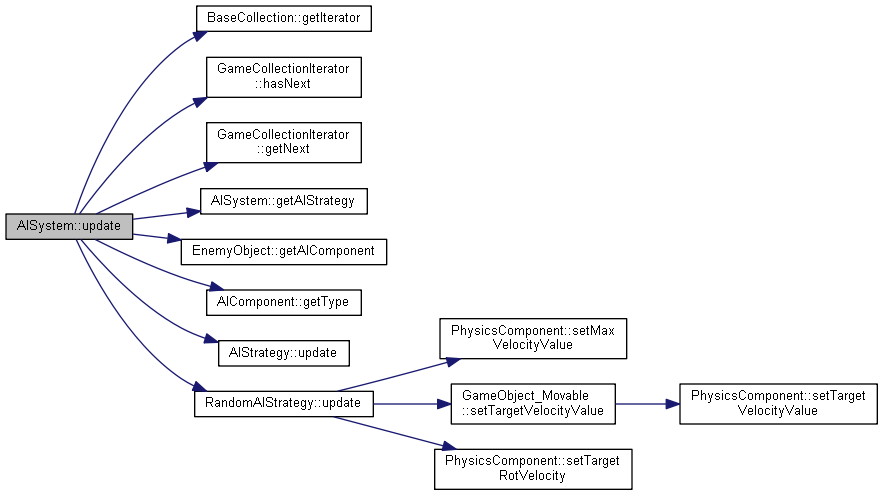 BaseCollection::getIterator
GameCollectionIterator
::hasNext
GameCollectionIterator
::getNext
AISystem::getAIStrategy
AISystem::update
EnemyObject::getAIComponent
AIComponent::getType
AIStrategy::update
RandomAIStrategy::update
PhysicsComponent::setMax
VelocityValue
GameObject_Movable
::setTargetVelocityValue
PhysicsComponent::setTarget
VelocityValue
PhysicsComponent::setTarget
RotVelocity